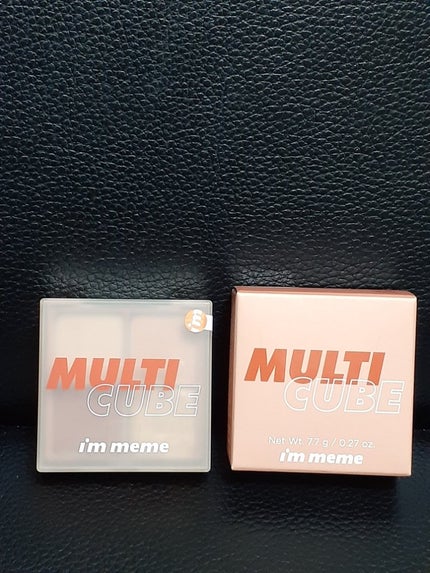 MULTI
CUBE
i'm meme
MULTI
CUBE
Net Wt. 7.7 g / 0.27 oz.
i'm meme